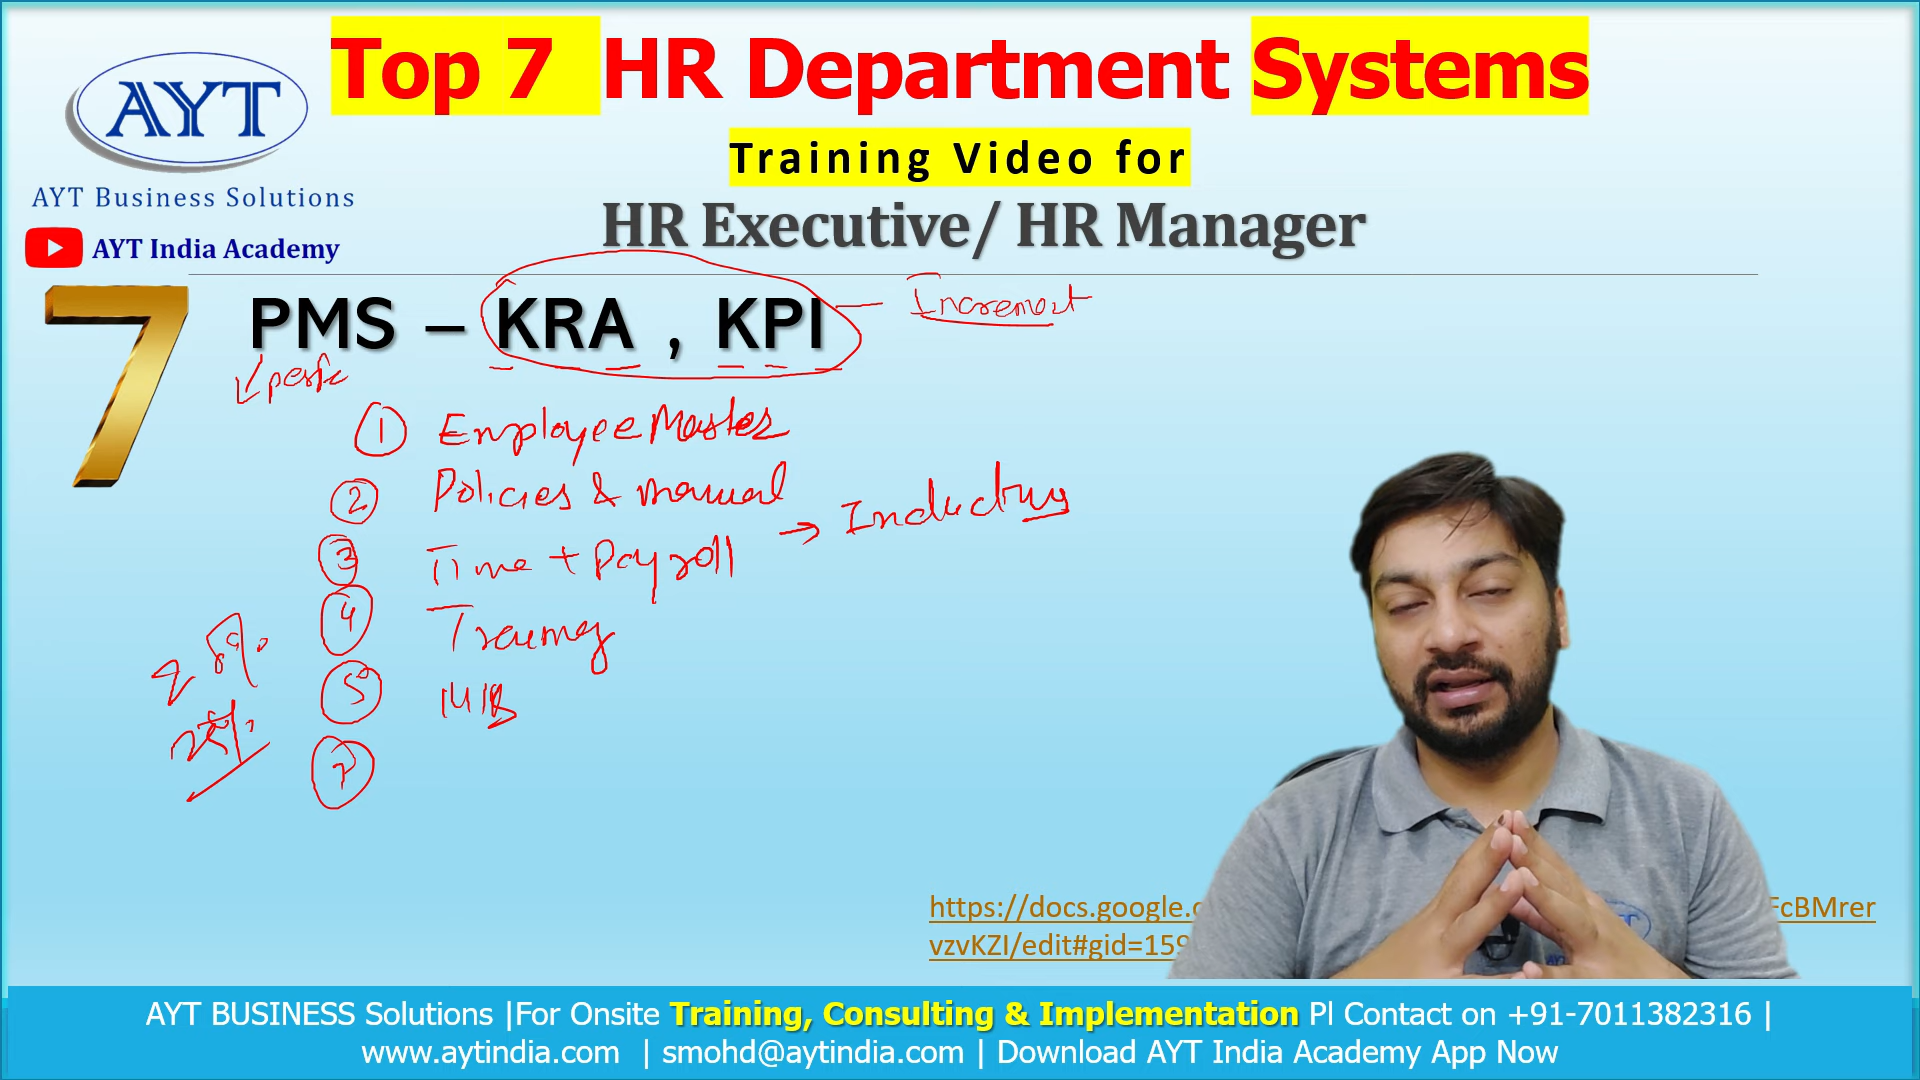 Top 7 HR Department Systems
AYT
Training Video for
AYT Business Solutions
HR Executive/ HR Manager
AYT India Academy
7
PMS – KRA , KPI
Increment
1 Employee Master
2 Policies & manual
3 Time + Payroll → Induction
4 Training
5
https://docs.google.
FcBMrer
vzvKZI/edit#gid=159
AYT BUSINESS Solutions |For Onsite Training, Consulting & Implementation Pl Contact on +91-7011382316 |
www.aytindia.com | smohd@aytindia.com | Download AYT India Academy App Now